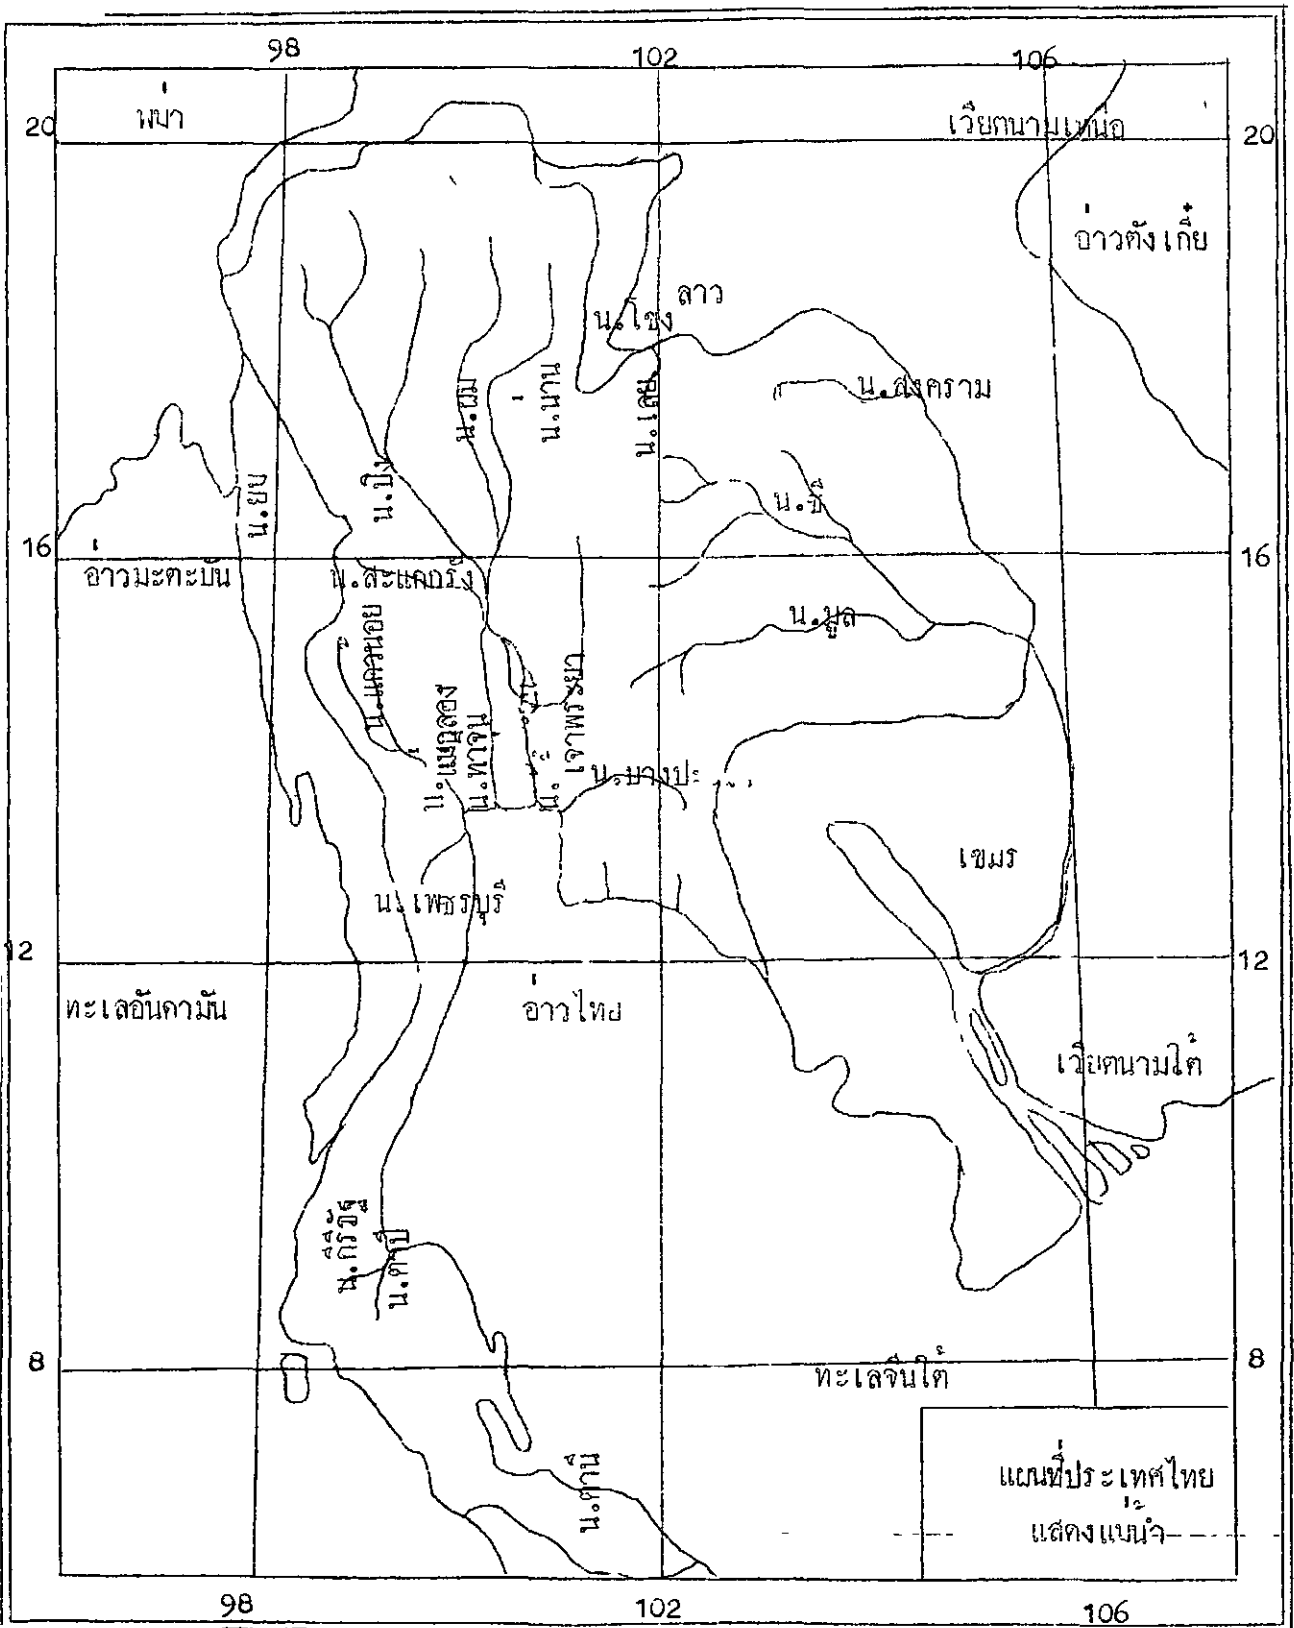 98 102 106
พม่า
20 เวียตนามเหนือ 20
อ่าวตังเกี๋ย
ลาว
น.โขง
น.สงคราม
น.ยม
น.น่าน
น.เลย
น.ปิง
น.ยม
น.ชี
16 16
อ่าวมะตะบัน
น.สะแกกรัง
น.มูล
น.แควน้อย
น.แม่กลอง
น.ท่าจีน
น.
เจ้าพระยา
น.บางปะ
เขมร
น.เพชรบุรี
12 12
ทะเลอันดามัน
อ่าวไทย
เวียตนามใต้
น.คีรีรัฐ
น.ตาปี
8 8
ทะเลจีนใต้
น.ตานี
แผนที่ประเทศไทย
แสดงแม่น้ำ
98 102 106